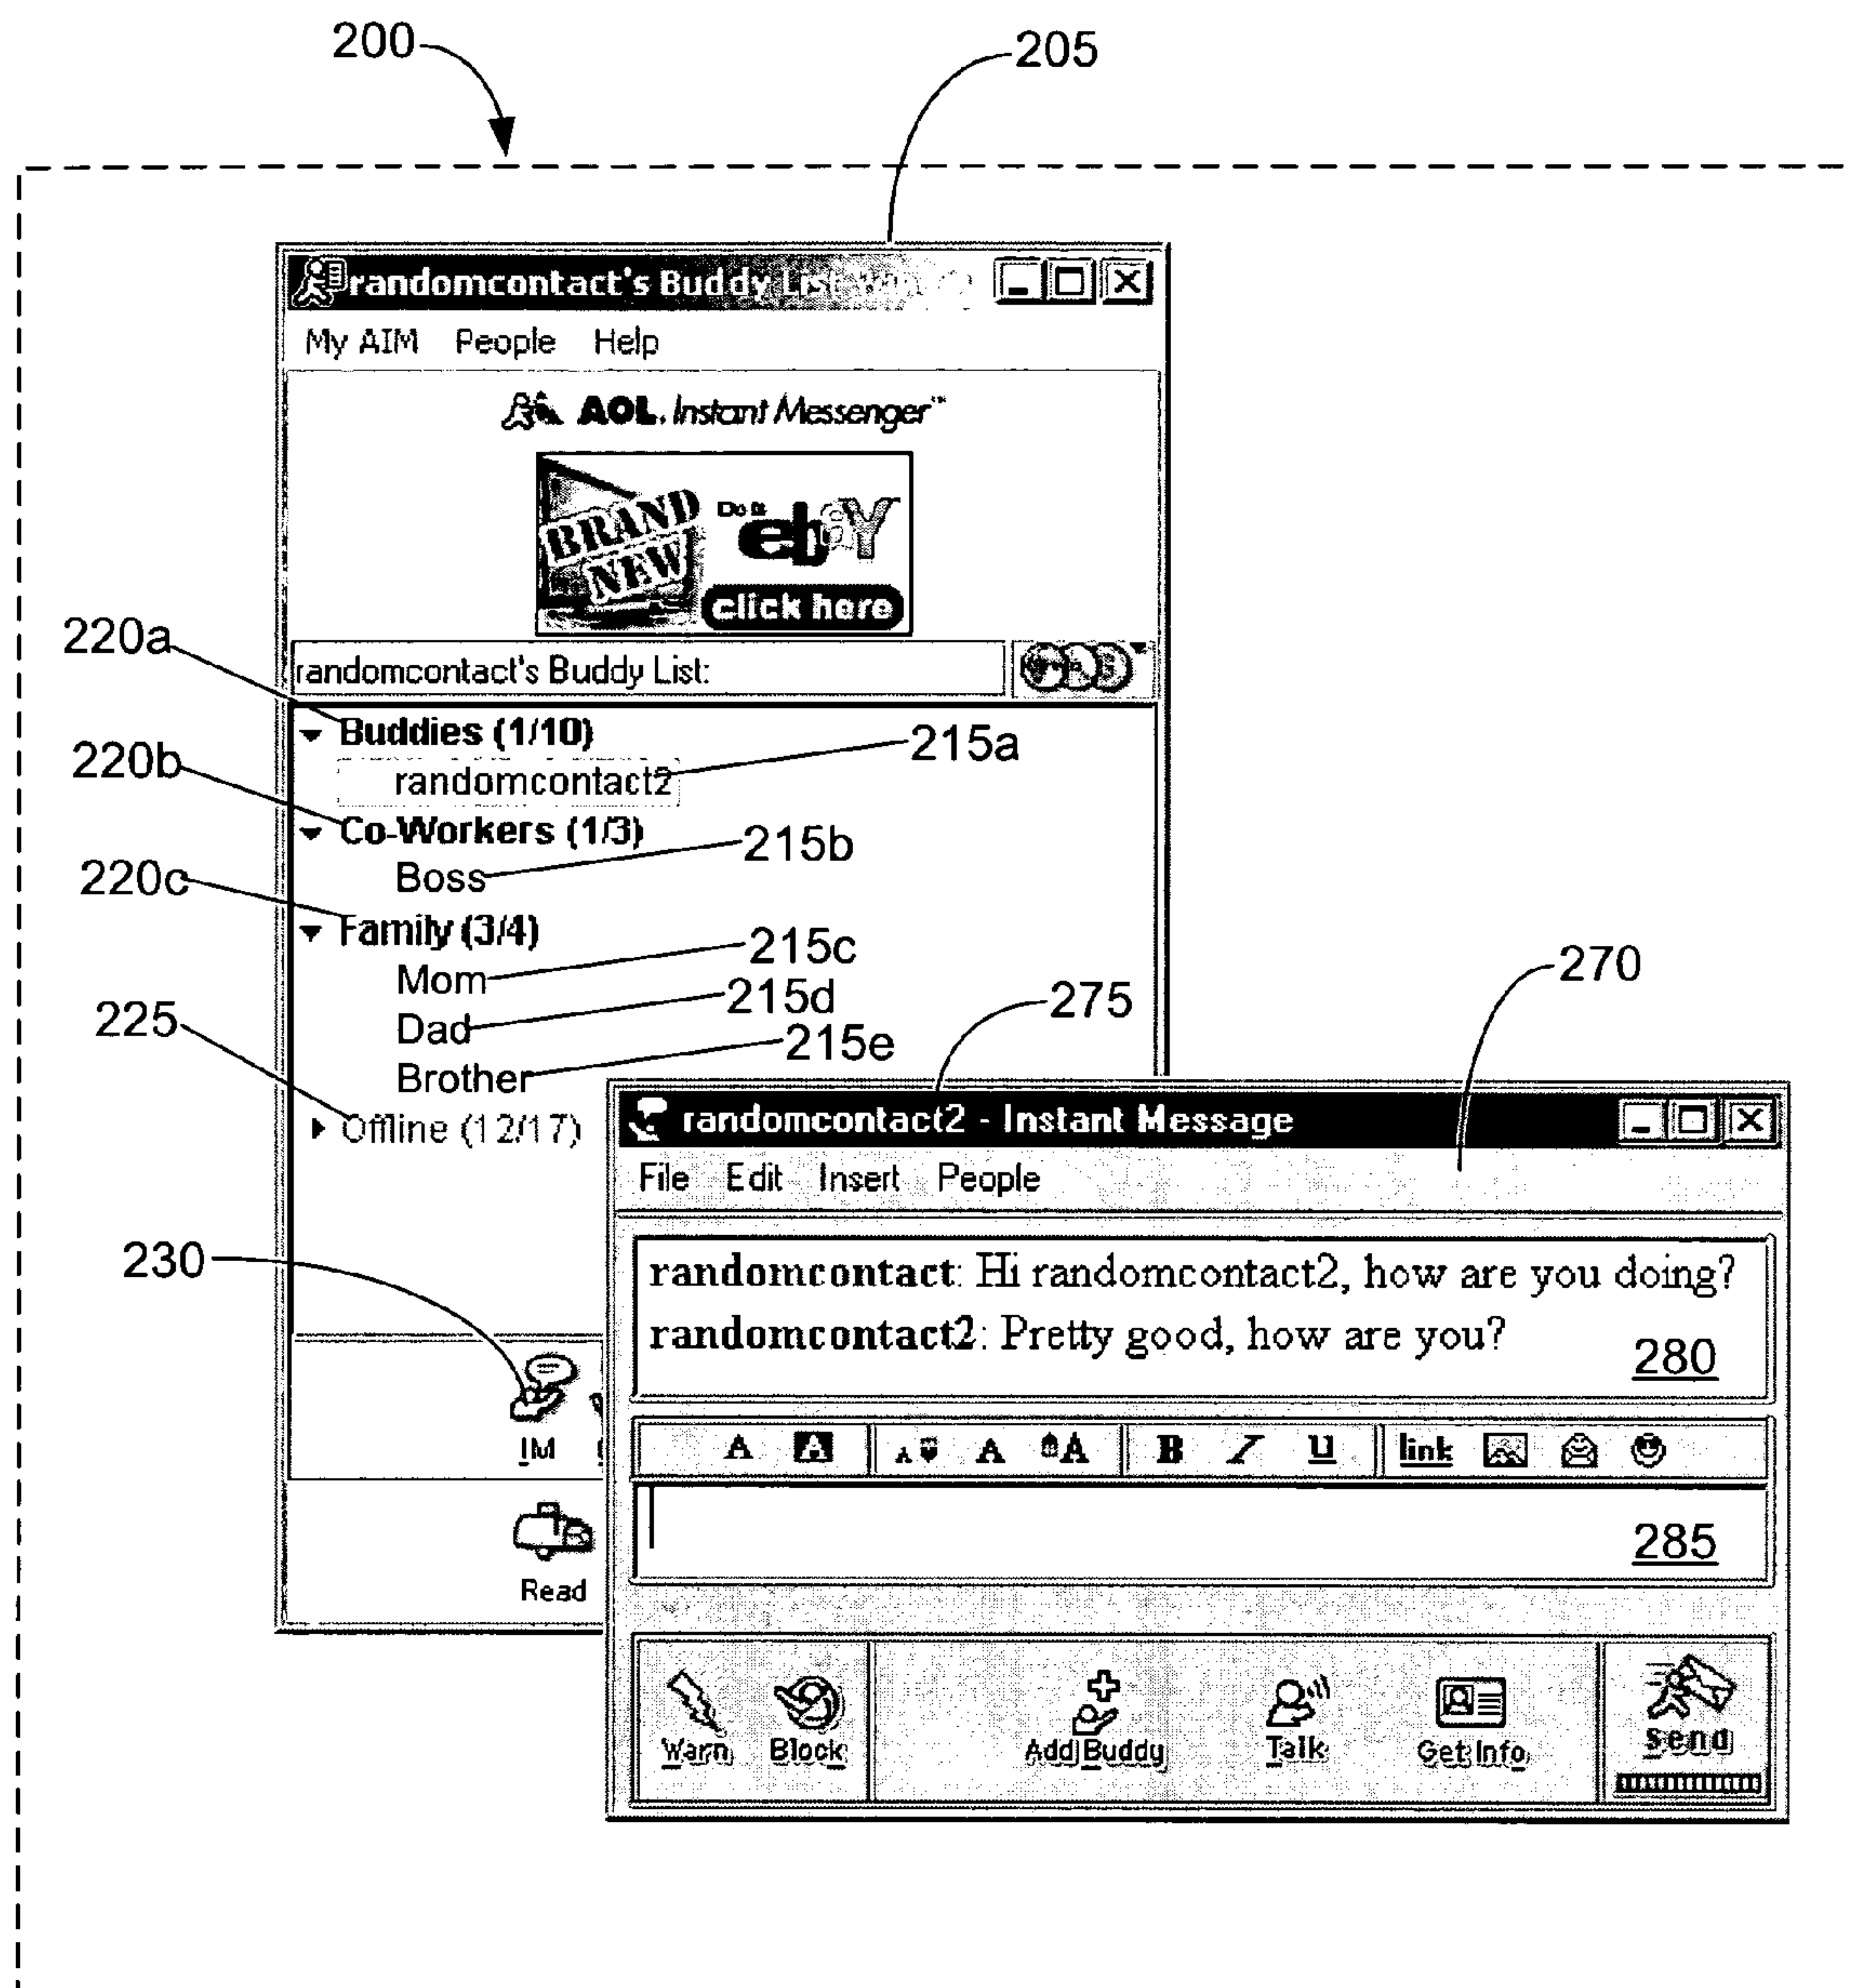 200
205
randomcontact's Buddy List
My AIM People Help
AOL Instant Messenger™
BRAND NEW
Do it
ebaY
click here
220a
randomcontact's Buddy List:
Buddies (1/10)
215a
220b
randomcontact2
Co-Workers (1/3)
215b
220c
Boss
Family (3/4)
215c
270
Mom
215d
275
225
Dad
215e
Brother
Offline (12/17)
randomcontact2 - Instant Message
File Edit Insert People
230
randomcontact: Hi randomcontact2, how are you doing?
randomcontact2: Pretty good, how are you?
280
IM
A A A A A B I U link
285
Read
Warn Block Add Buddy Talk Get Info Send